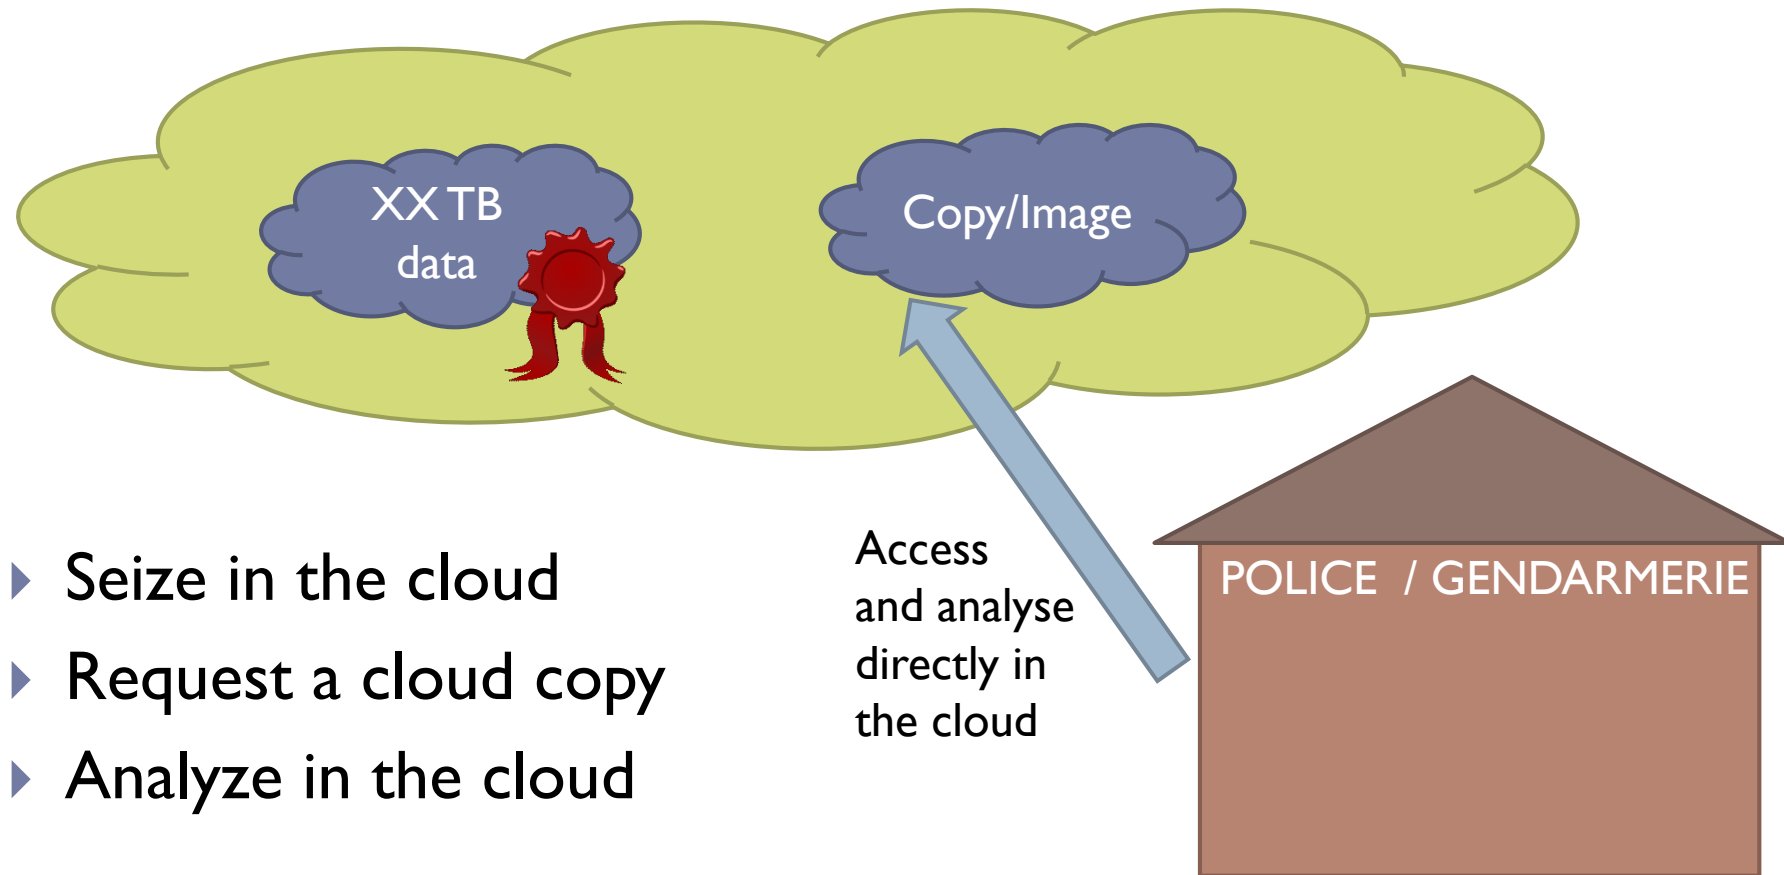 XX TB
data
Copy/Image
Access
and analyse
directly in
the cloud
POLICE / GENDARMERIE
Seize in the cloud
Request a cloud copy
Analyze in the cloud